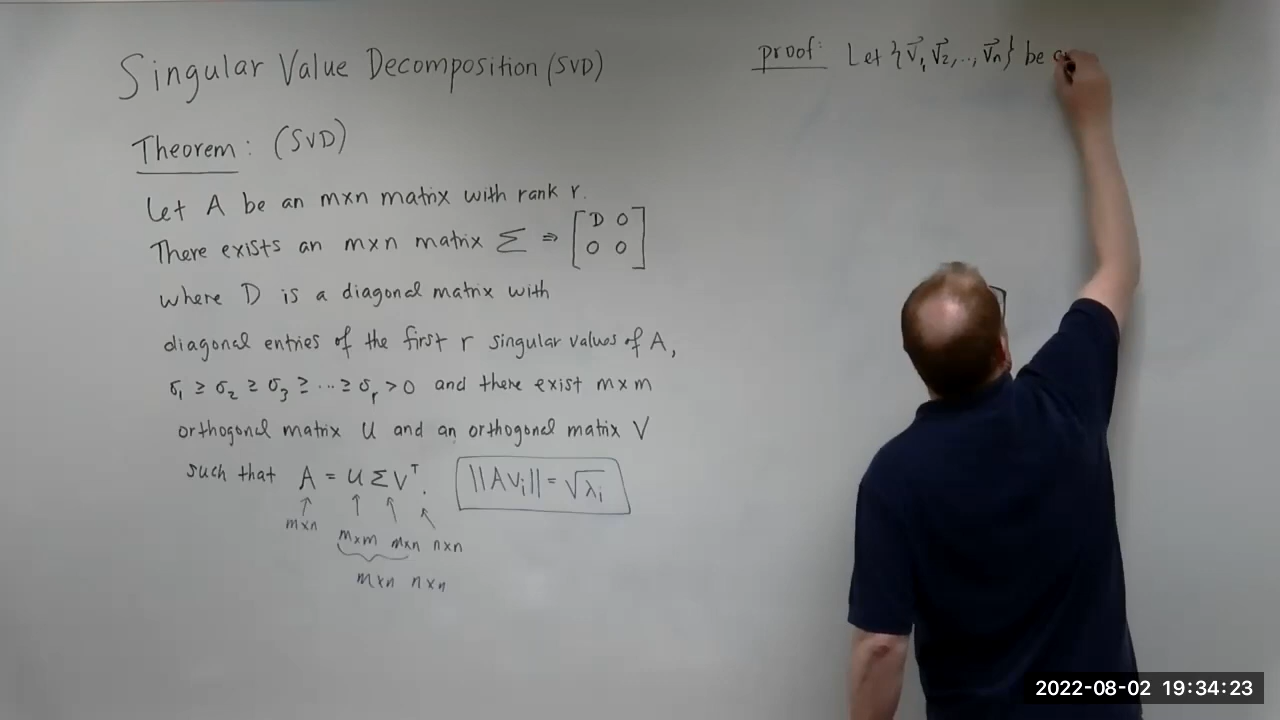 Singular Value Decomposition (SVD)
Theorem: (SVD)
Let A be an m×n matrix with rank r.
There exists an m×n matrix Σ ⇒ [D 0
0 0]
where D is a diagonal matrix with
diagonal entries of the first r singular values of A,
σ₁ ≥ σ₂ ≥ σ₃ ≥ ... ≥ σᵣ > 0 and there exist m×m
orthogonal matrix U and an orthogonal matrix V
such that A = UΣVᵀ. ||Avᵢ|| = √λᵢ
↑ ↑ ↖ ↖
m×n m×m m×n n×n
m×n n×n
proof: Let {v⃗₁, v⃗₂, ..., v⃗ₙ} be
2022-08-02 19:34:23